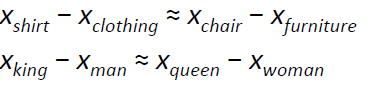 x_shirt − x_clothing ≈ x_chair − x_furniture
x_king − x_man ≈ x_queen − x_woman